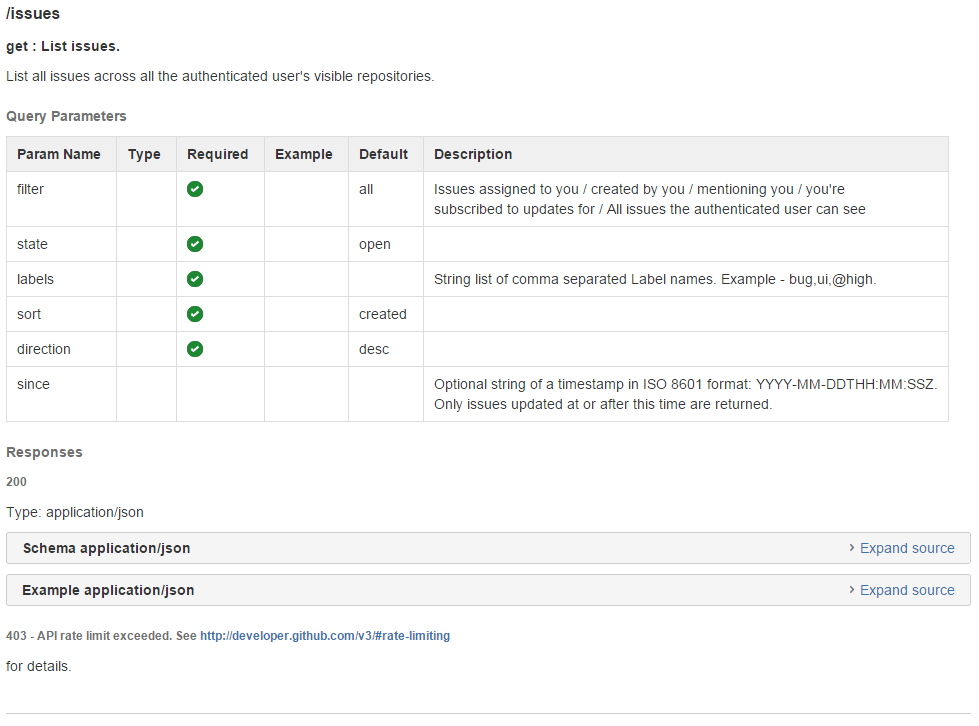 /issues
get : List issues.
List all issues across all the authenticated user's visible repositories.
Query Parameters
Param Name Type Required Example Default Description
filter all Issues assigned to you / created by you / mentioning you / you're
subscribed to updates for / All issues the authenticated user can see
state open
labels String list of comma separated Label names. Example - bug,ui,@high.
sort created
direction desc
since Optional string of a timestamp in ISO 8601 format: YYYY-MM-DDTHH:MM:SSZ.
Only issues updated at or after this time are returned.
Responses
200
Type: application/json
Schema application/json Expand source
Example application/json Expand source
403 - API rate limit exceeded. See http://developer.github.com/v3/#rate-limiting
for details.